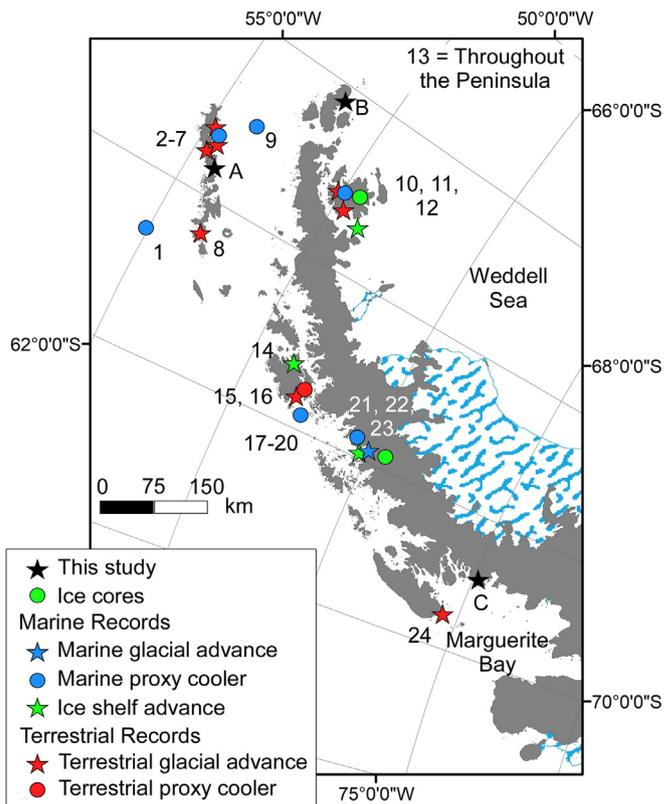 55°0'0"W
50°0'0"W
13 = Throughout
the Peninsula
B
66°0'0"S
2-7
9
A
10, 11,
12
1
8
Weddell
Sea
62°0'0"S
14
68°0'0"S
15, 16
21, 22,
23
17-20
0 75 150
km
This study
Ice cores
Marine Records
Marine glacial advance
Marine proxy cooler
Ice shelf advance
Terrestrial Records
Terrestrial glacial advance
Terrestrial proxy cooler
C
24
Marguerite
Bay
70°0'0"S
75°0'0"W